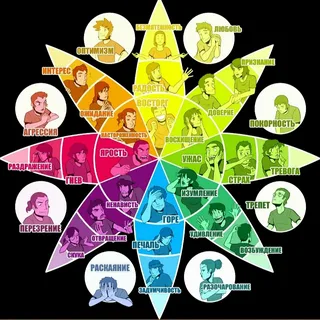 БЕЗМЯТЕЖНОСТЬ
ОПТИМИЗМ
ЛЮБОВЬ
ИНТЕРЕС
ПРИЗНАНИЕ
РАДОСТЬ
ВОСТОРГ
ОЖИДАНИЕ
ДОВЕРИЕ
АГРЕССИЯ
НАСТОРОЖЕННОСТЬ
ВОСХИЩЕНИЕ
ПОКОРНОСТЬ
РАЗДРАЖЕНИЕ
ГНЕВ
ЯРОСТЬ
УЖАС
СТРАХ
ТРЕВОГА
НЕНАВИСТЬ
ИЗУМЛЕНИЕ
ПЕРЕЗРЕНИЕ
ГОРЕ
ТРЕПЕТ
ОТВРАЩЕНИЕ
ПЕЧАЛЬ
УДИВЛЕНИЕ
СКУКА
ВОЗБУЖДЕНИЕ
РАСКАЯНИЕ
ЗАДУМЧИВОСТЬ
РАЗОЧАРОВАНИЕ